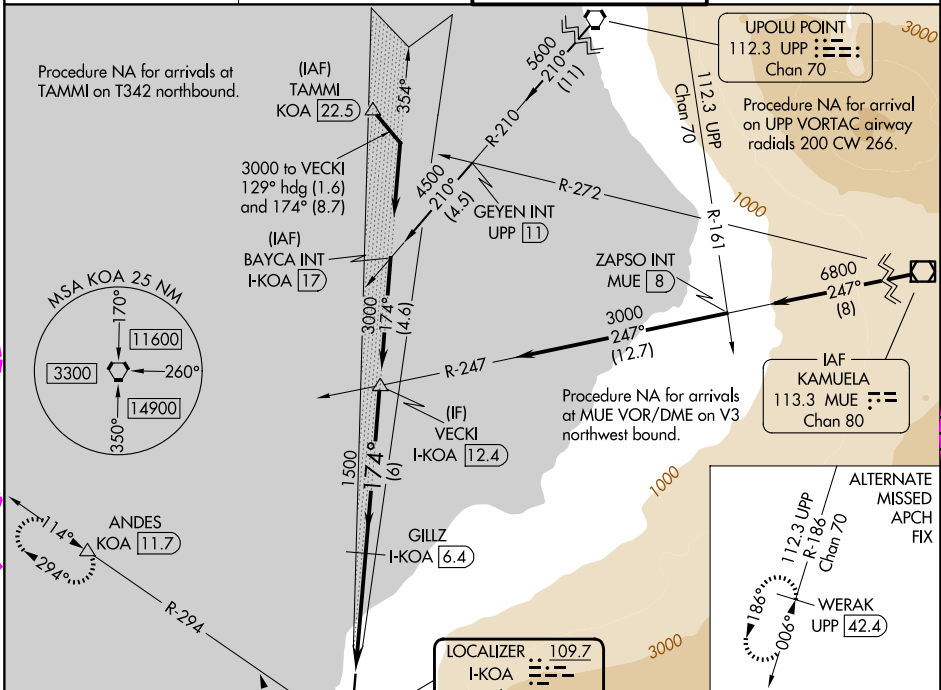 Procedure NA for arrivals at
TAMMI on T342 northbound.
(IAF)
TAMMI
KOA 22.5
354°
5600
210°
(11)
R-210
UPOLU POINT
112.3 UPP
Chan 70
3000
112.3 UPP
Chan 70
Procedure NA for arrival
on UPP VORTAC airway
radials 200 CW 266.
3000 to VECKI
129° hdg (1.6)
and 174° (8.7)
4500
210°
(4.5)
GEYEN INT
UPP 11
R-272
R-161
1000
(IAF)
BAYCA INT
I-KOA 17
ZAPSO INT
MUE 8
6800
247°
(8)
MSA KOA 25 NM
170°
11600
3300
260°
14900
350°
3000
174°
(4.6)
3000
247°
(12.7)
R-247
IAF
KAMUELA
113.3 MUE
Chan 80
Procedure NA for arrivals
at MUE VOR/DME on V3
northwest bound.
(IF)
VECKI
I-KOA 12.4
1500
174°
(6)
1000
ANDES
KOA 11.7
114°
294°
R-294
GILLZ
I-KOA 6.4
ALTERNATE
MISSED
APCH
FIX
112.3 UPP
R-186
Chan 70
186°
006°
WERAK
UPP 42.4
LOCALIZER 109.7
I-KOA
3000